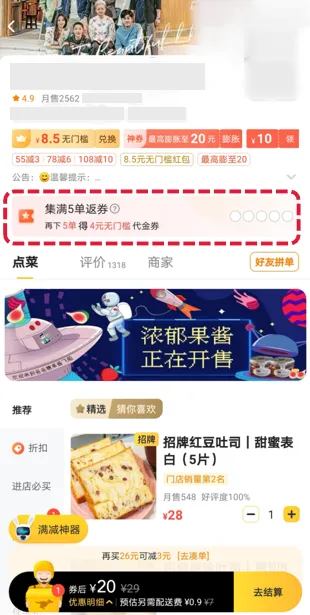 4.9 月售2562
¥8.5无门槛 兑换 神券 最高膨胀至20元 膨胀 ¥10 领
55减3 78减6 108减10 8.5元无门槛红包 最高膨胀至20
公告：😀温馨提示：...
集满5单返券?
再下 5单 得 4元无门槛 代金券
点菜 评价 1318 商家 好友拼单
浓郁果酱
正在开售
推荐
精选 猜你喜欢
折扣
进店必买
招牌
招牌红豆吐司｜甜蜜表
白（5片）
门店销量第2名
月售548 好评度100%
¥28 1
满减神器
1
再买26元可减3元 [去凑单]
1
券后 ¥20 ¥29
优惠明细 预估另需配送费 ¥0.9 ¥7
去结算